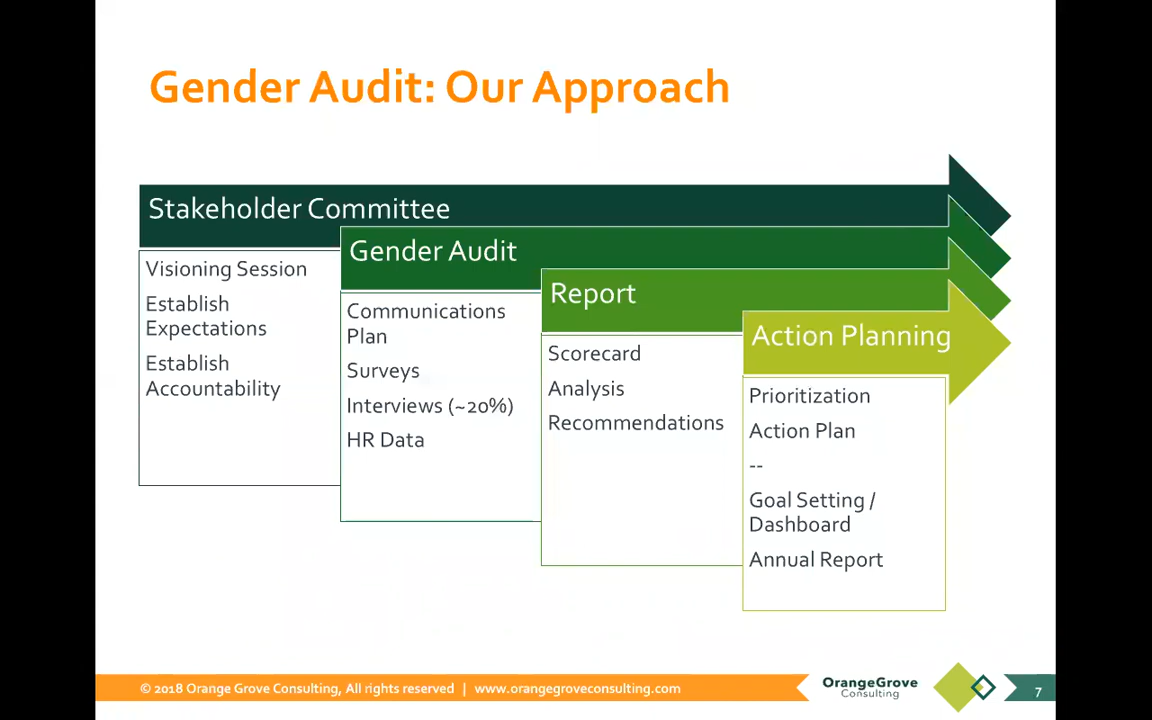 Gender Audit: Our Approach
Stakeholder Committee
Visioning Session
Establish
Expectations
Establish
Accountability
Gender Audit
Communications
Plan
Surveys
Interviews (~20%)
HR Data
Report
Scorecard
Analysis
Recommendations
Action Planning
Prioritization
Action Plan
--
Goal Setting /
Dashboard
Annual Report
© 2018 Orange Grove Consulting, All rights reserved | www.orangegroveconsulting.com
OrangeGrove
Consulting
7